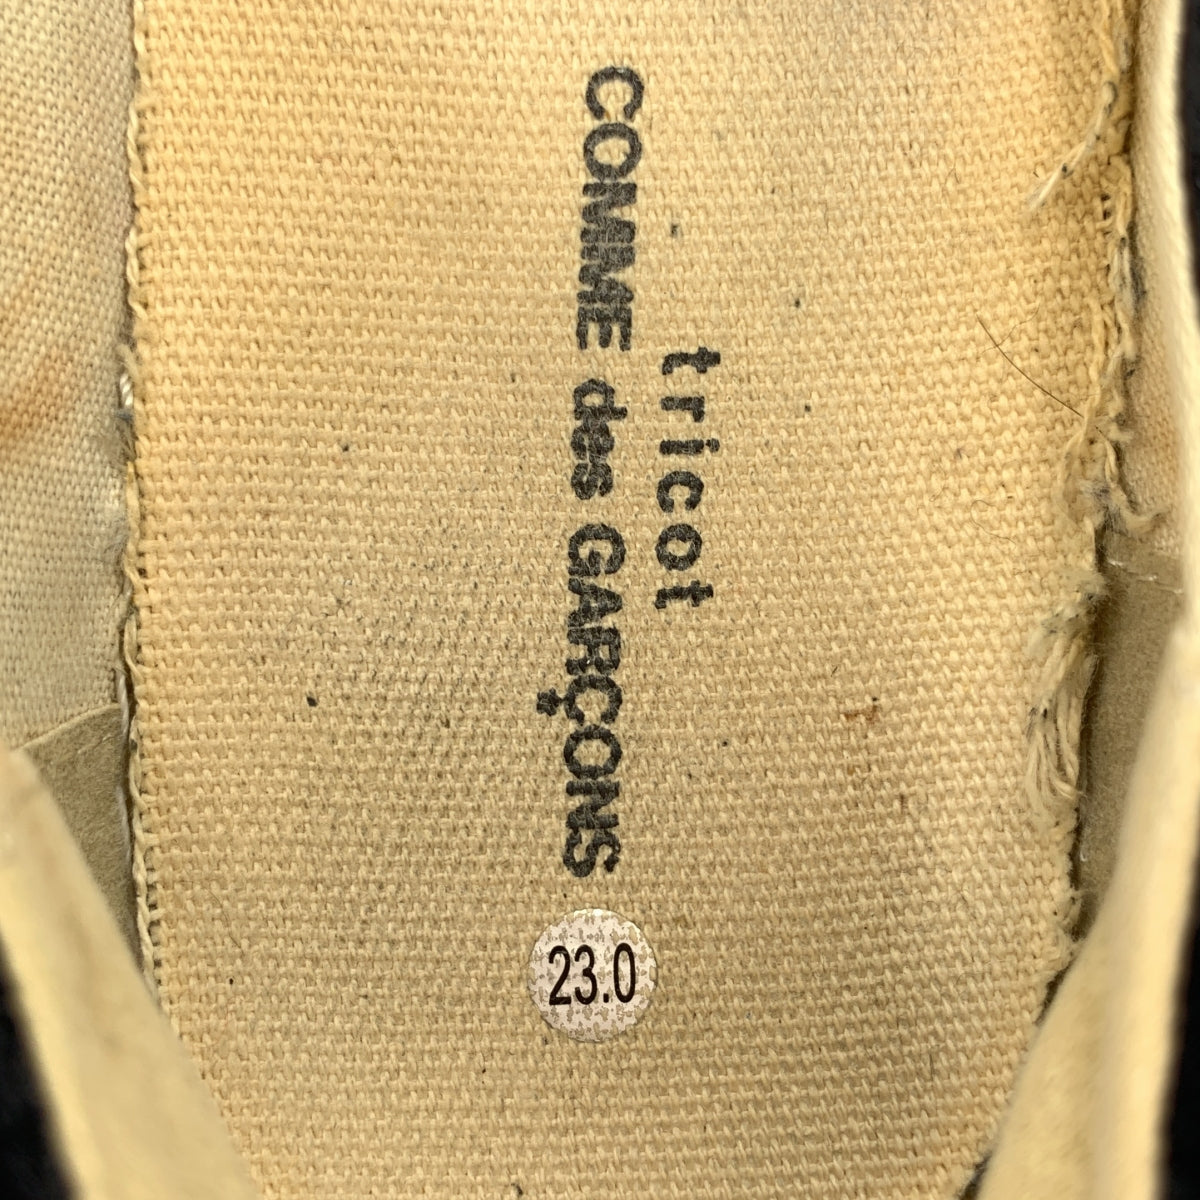 tricot
COMME des GARÇONS
23.0